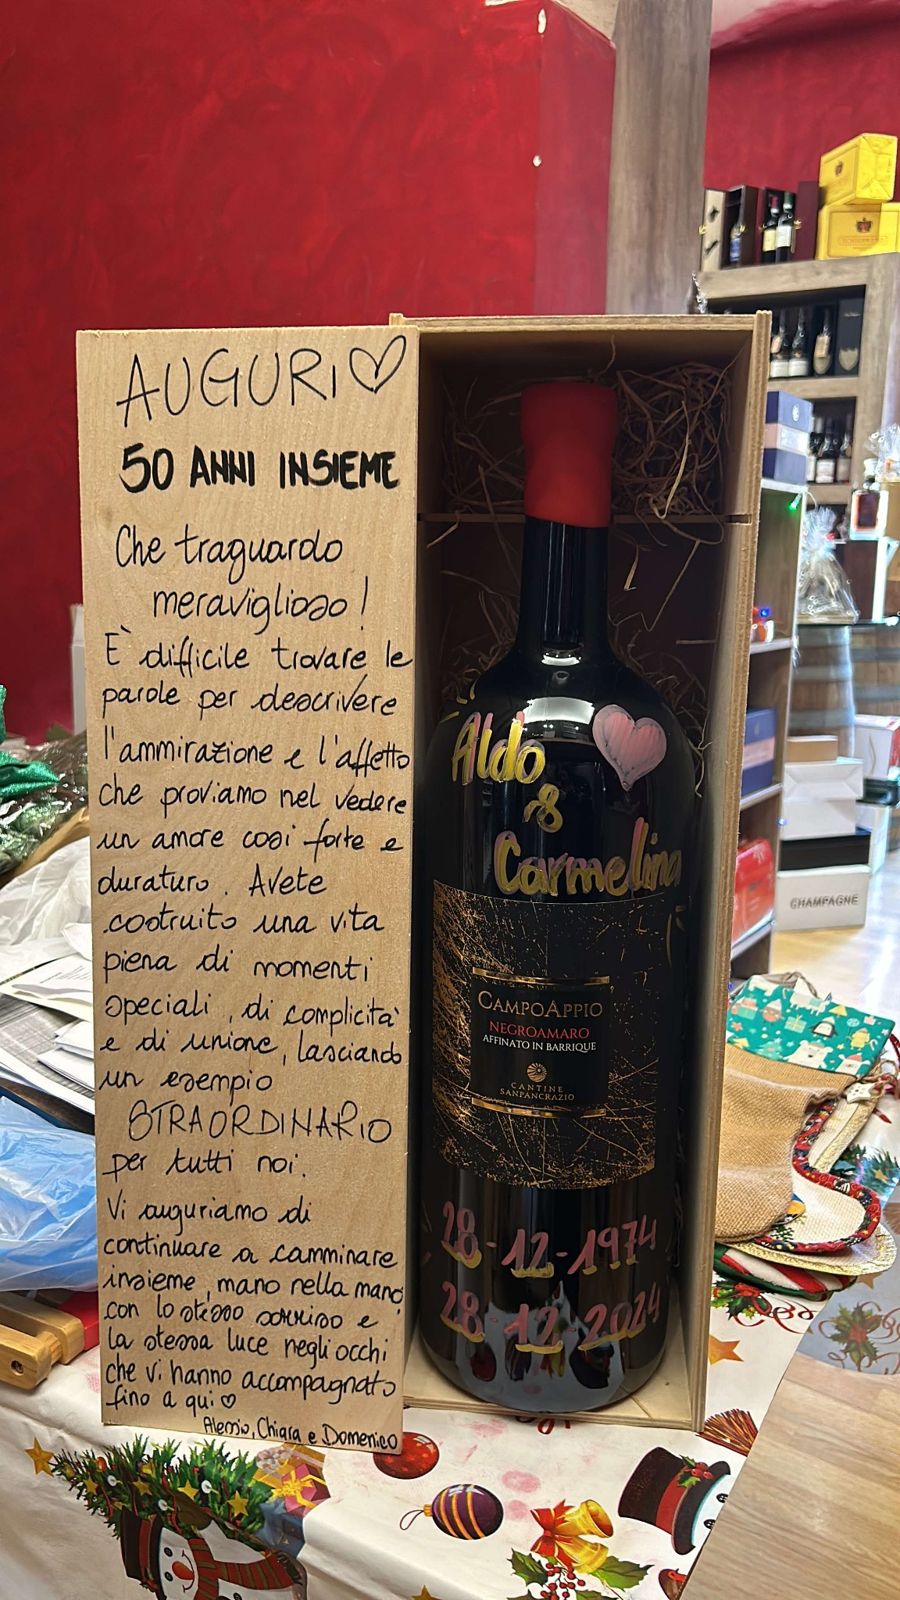 AUGURI
50 ANNI INSIEME
Che traguardo
meraviglioso!
È difficile trovare le
parole per descrivere
l'ammirazione e l'affetto
che proviamo nel vedere
un amore così forte e
duraturo. Avete
costruito una vita
piena di momenti
speciali, di complicità
e di unione, lasciando
un esempio
STRAORDINARIO
per tutti noi.
Vi auguriamo di
continuare a camminare
insieme, mano nella mano
con lo stesso sorriso e
la stessa luce negli occhi
che vi hanno accompagnato
fino a qui
Alessio, Chiara e Domenico
Aldo
&
Carmelina
CAMPOAPPIO
NEGROAMARO
AFFINATO IN BARRIQUE
CANTINE
SANPANCRAZIO
28-12-1974
28-12-2024
CHAMPAGNE